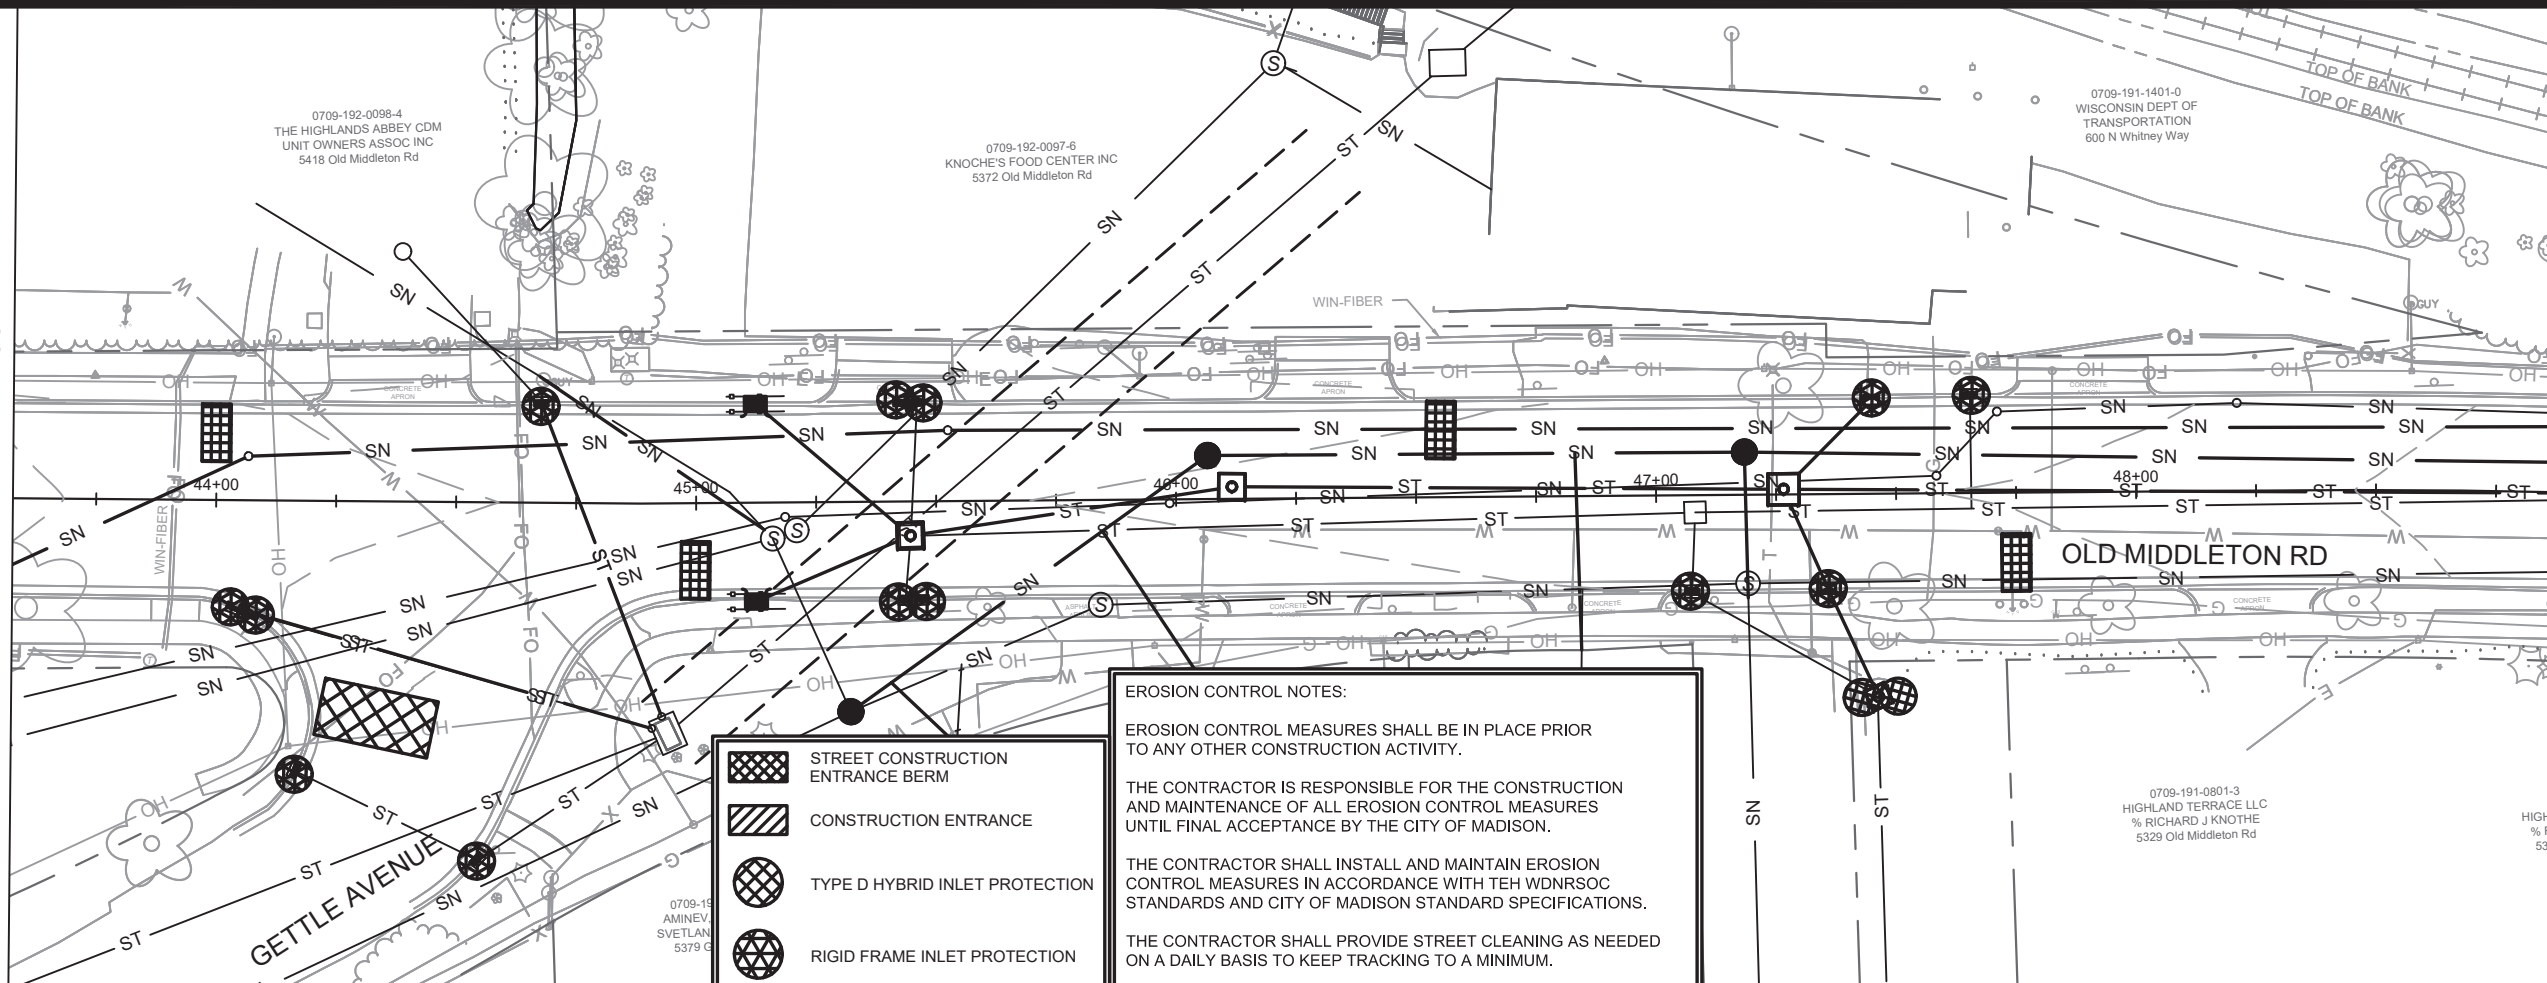 0709-192-0098-4
THE HIGHLANDS ABBEY CDM
UNIT OWNERS ASSOC INC
5418 Old Middleton Rd
0709-192-0097-6
KNOCHE'S FOOD CENTER INC
5372 Old Middleton Rd
0709-191-1401-0
WISCONSIN DEPT OF
TRANSPORTATION
600 N Whitney Way
TOP OF BANK
TOP OF BANK
WIN-FIBER
GUY
GUY
CONCRETE
APRON
CONCRETE
APRON
CONCRETE
APRON
44+00
45+00
46+00
47+00
48+00
WIN-FIBER
OLD MIDDLETON RD
CONCRETE
APRON
CONCRETE
APRON
CONCRETE
APRON
GETTLE AVENUE
0709-19
AMINEV,
SVETLAN
5379 G
STREET CONSTRUCTION
ENTRANCE BERM
CONSTRUCTION ENTRANCE
TYPE D HYBRID INLET PROTECTION
RIGID FRAME INLET PROTECTION
EROSION CONTROL NOTES:
EROSION CONTROL MEASURES SHALL BE IN PLACE PRIOR
TO ANY OTHER CONSTRUCTION ACTIVITY.
THE CONTRACTOR IS RESPONSIBLE FOR THE CONSTRUCTION
AND MAINTENANCE OF ALL EROSION CONTROL MEASURES
UNTIL FINAL ACCEPTANCE BY THE CITY OF MADISON.
THE CONTRACTOR SHALL INSTALL AND MAINTAIN EROSION
CONTROL MEASURES IN ACCORDANCE WITH TEH WDNRSOC
STANDARDS AND CITY OF MADISON STANDARD SPECIFICATIONS.
THE CONTRACTOR SHALL PROVIDE STREET CLEANING AS NEEDED
ON A DAILY BASIS TO KEEP TRACKING TO A MINIMUM.
0709-191-0801-3
HIGHLAND TERRACE LLC
% RICHARD J KNOTHE
5329 Old Middleton Rd
HIGH
53